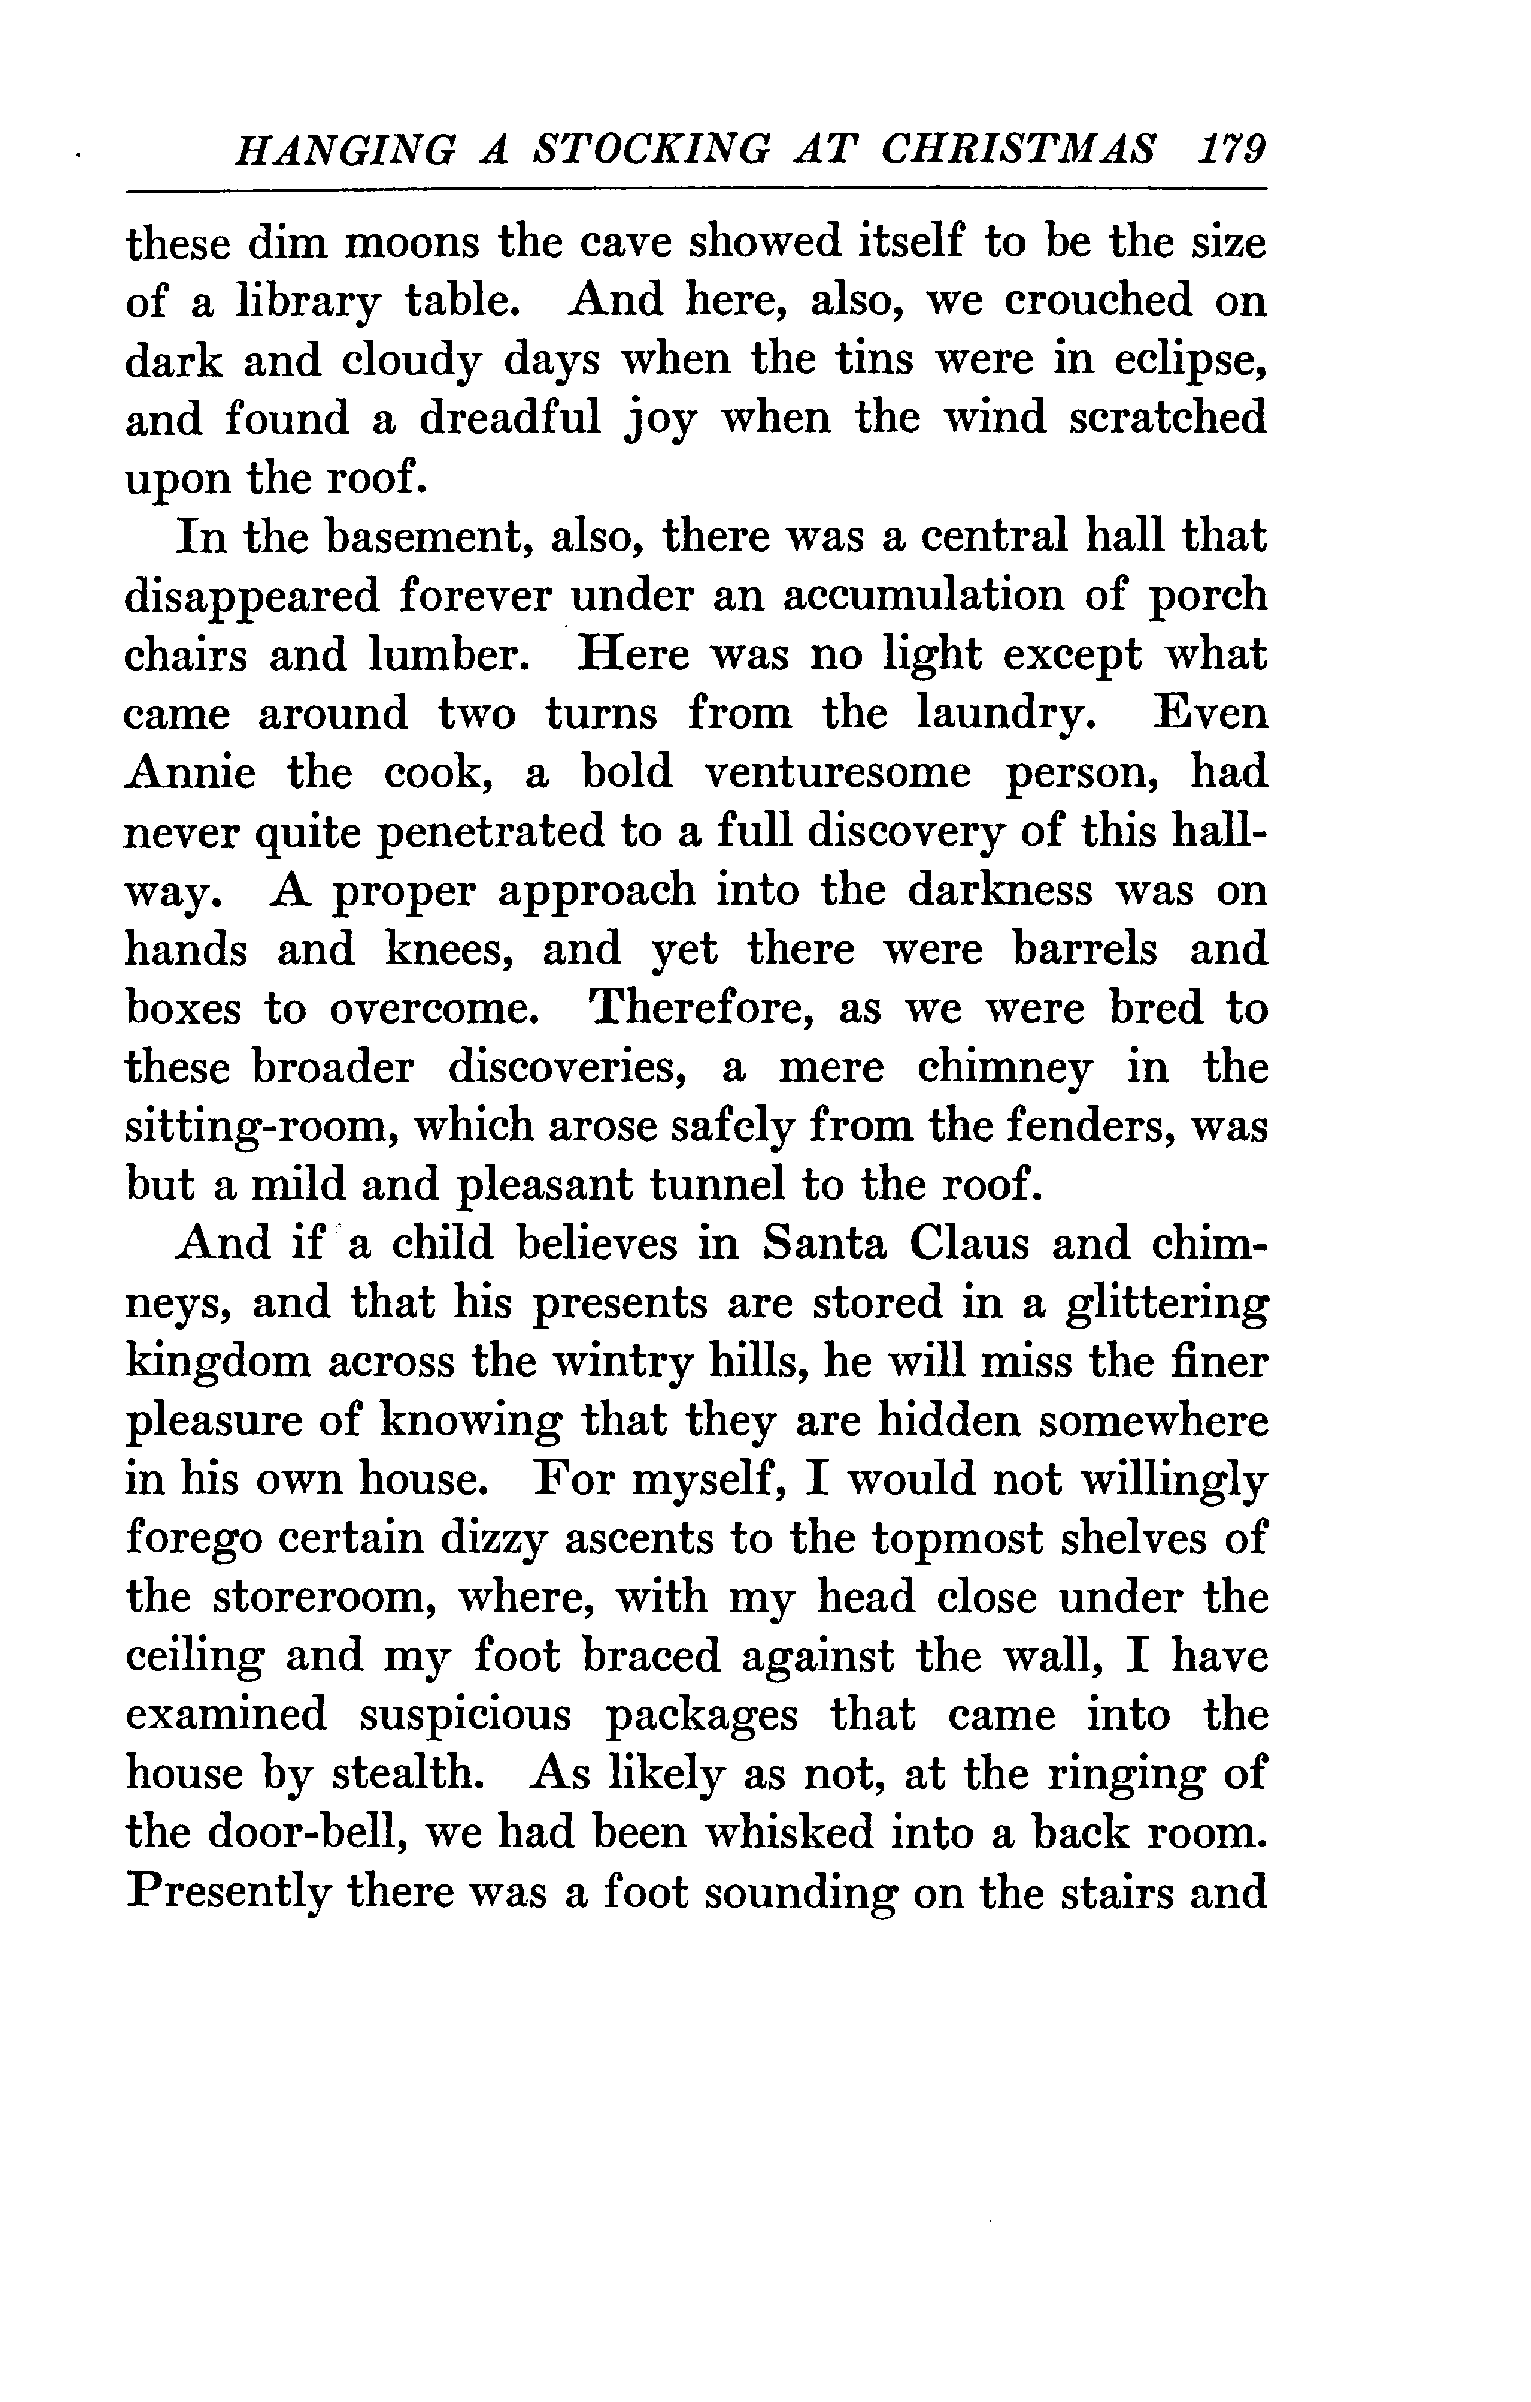 HANGING A STOCKING AT CHRISTMAS 179
these dim moons the cave showed itself to be the size
of a library table. And here, also, we crouched on
dark and cloudy days when the tins were in eclipse,
and found a dreadful joy when the wind scratched
upon the roof.
In the basement, also, there was a central hall that
disappeared forever under an accumulation of porch
chairs and lumber. Here was no light except what
came around two turns from the laundry. Even
Annie the cook, a bold venturesome person, had
never quite penetrated to a full discovery of this hall-
way. A proper approach into the darkness was on
hands and knees, and yet there were barrels and
boxes to overcome. Therefore, as we were bred to
these broader discoveries, a mere chimney in the
sitting-room, which arose safely from the fenders, was
but a mild and pleasant tunnel to the roof.
And if a child believes in Santa Claus and chim-
neys, and that his presents are stored in a glittering
kingdom across the wintry hills, he will miss the finer
pleasure of knowing that they are hidden somewhere
in his own house. For myself, I would not willingly
forego certain dizzy ascents to the topmost shelves of
the storeroom, where, with my head close under the
ceiling and my foot braced against the wall, I have
examined suspicious packages that came into the
house by stealth. As likely as not, at the ringing of
the door-bell, we had been whisked into a back room.
Presently there was a foot sounding on the stairs and